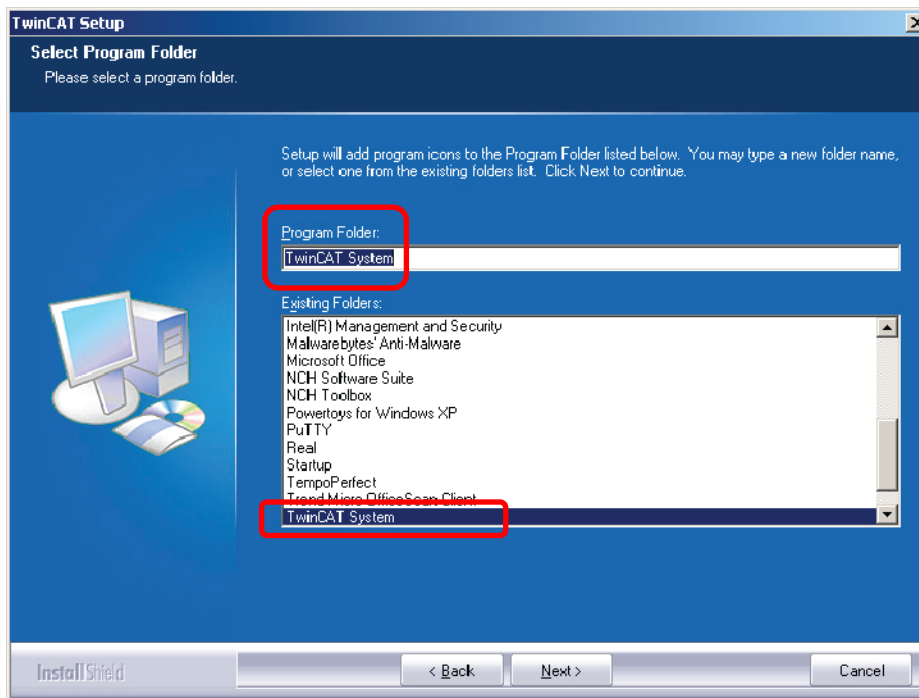 TwinCAT Setup
Select Program Folder
Please select a program folder.
Setup will add program icons to the Program Folder listed below. You may type a new folder name,
or select one from the existing folders list. Click Next to continue.
Program Folder:
TwinCAT System
Existing Folders:
Intel(R) Management and Security
Malwarebytes' Anti-Malware
Microsoft Office
NCH Software Suite
NCH Toolbox
Powertoys for Windows XP
PuTTY
Real
Startup
TempoPerfect
Trend Micro OfficeScan Client
TwinCAT System
InstallShield
< Back
Next >
Cancel